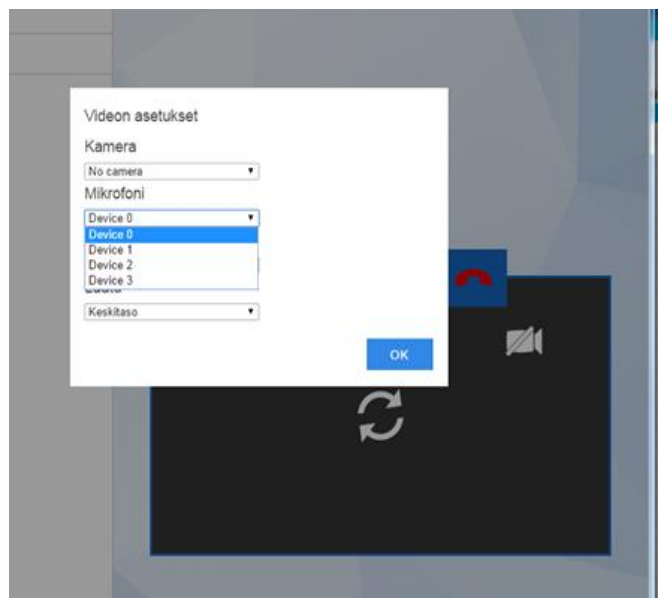 Videon asetukset
Kamera
No camera
Mikrofoni
Device 0
Device 0
Device 1
Device 2
Device 3
Keskitaso
OK